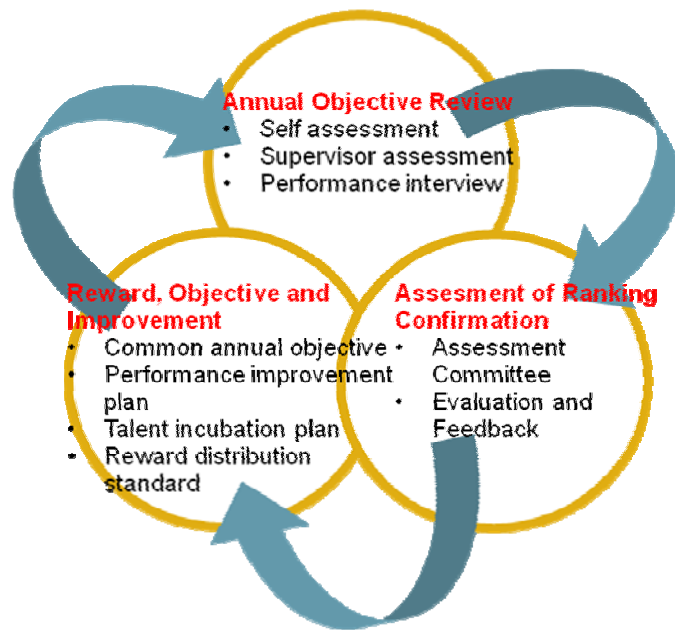 Annual Objective Review
• Self assessment
• Supervisor assessment
• Performance interview
Reward, Objective and
Improvement
• Common annual objective
• Performance improvement
plan
• Talent incubation plan
• Reward distribution
standard
Assesment of Ranking
Confirmation
• Assessment
Committee
• Evaluation and
Feedback